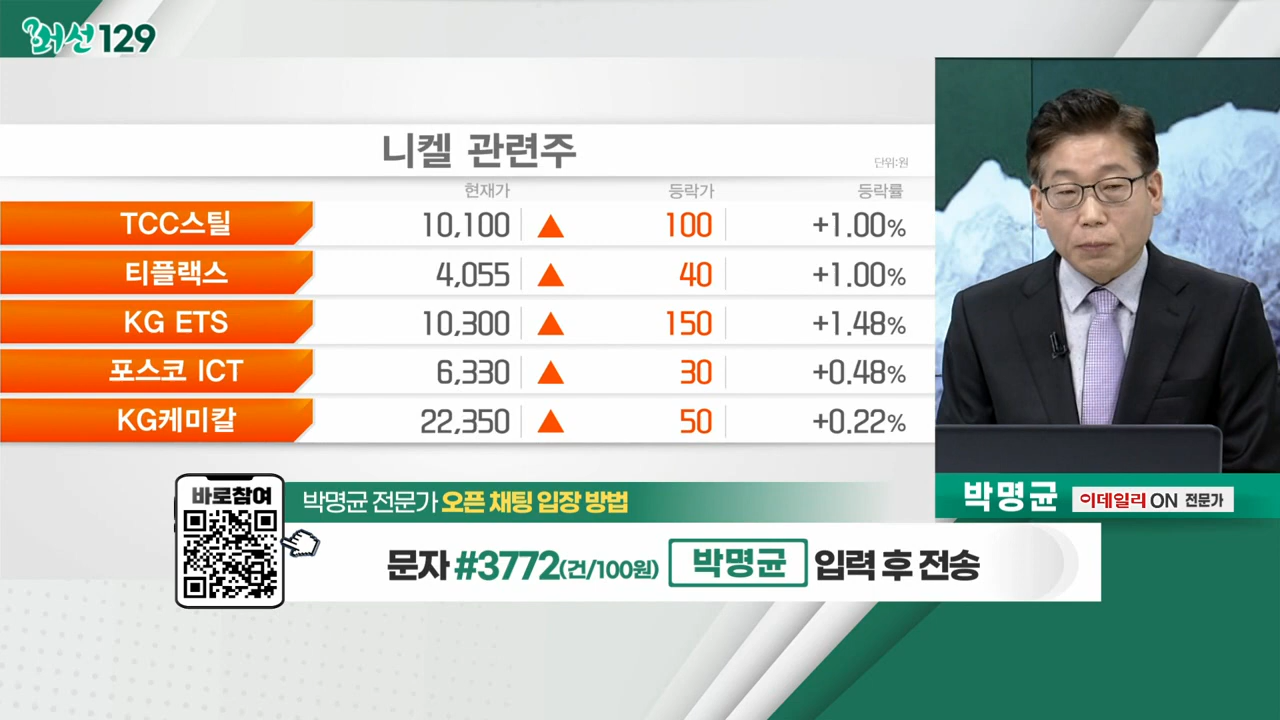 머선129
니켈 관련주
단위:원
현재가 등락가 등락률
TCC스틸 10,100 ▲ 100 +1.00%
티플랙스 4,055 ▲ 40 +1.00%
KG ETS 10,300 ▲ 150 +1.48%
포스코 ICT 6,330 ▲ 30 +0.48%
KG케미칼 22,350 ▲ 50 +0.22%
박명균 이데일리ON 전문가
바로참여
박명균 전문가 오픈 채팅 입장 방법
문자 #3772(건/100원) 박명균 입력 후 전송